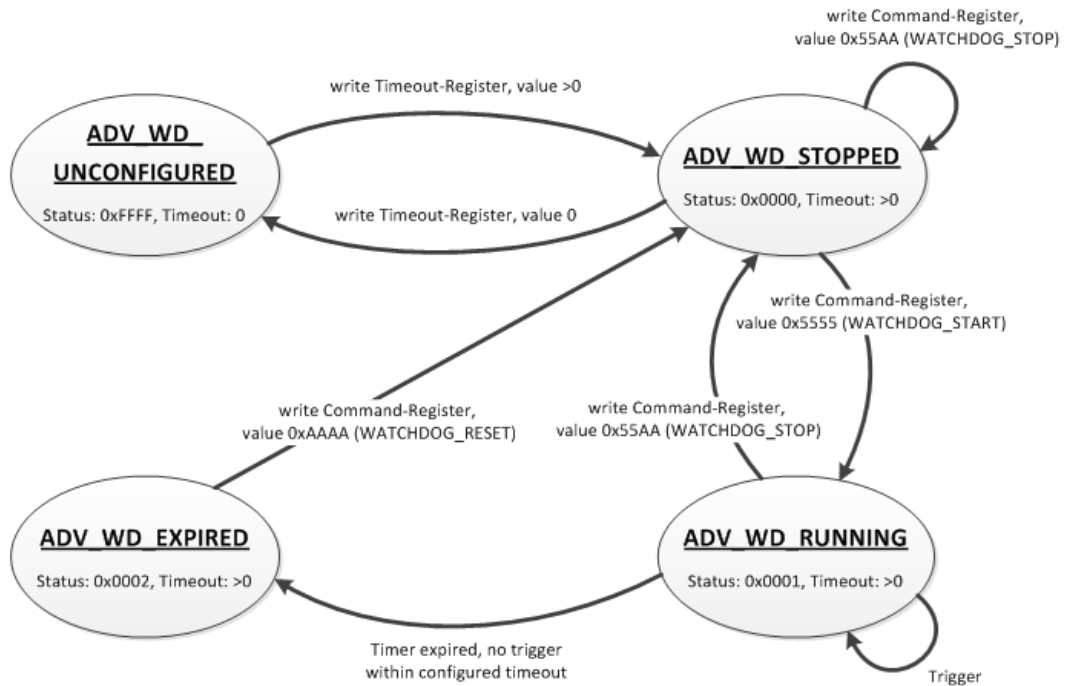 write Command-Register,
value 0x55AA (WATCHDOG_STOP)
write Timeout-Register, value >0
ADV_WD_
UNCONFIGURED
Status: 0xFFFF, Timeout: 0
ADV_WD_STOPPED
Status: 0x0000, Timeout: >0
write Timeout-Register, value 0
write Command-Register,
value 0x5555 (WATCHDOG_START)
write Command-Register,
value 0xAAAA (WATCHDOG_RESET)
write Command-Register,
value 0x55AA (WATCHDOG_STOP)
ADV_WD_EXPIRED
Status: 0x0002, Timeout: >0
ADV_WD_RUNNING
Status: 0x0001, Timeout: >0
Timer expired, no trigger
within configured timeout
Trigger